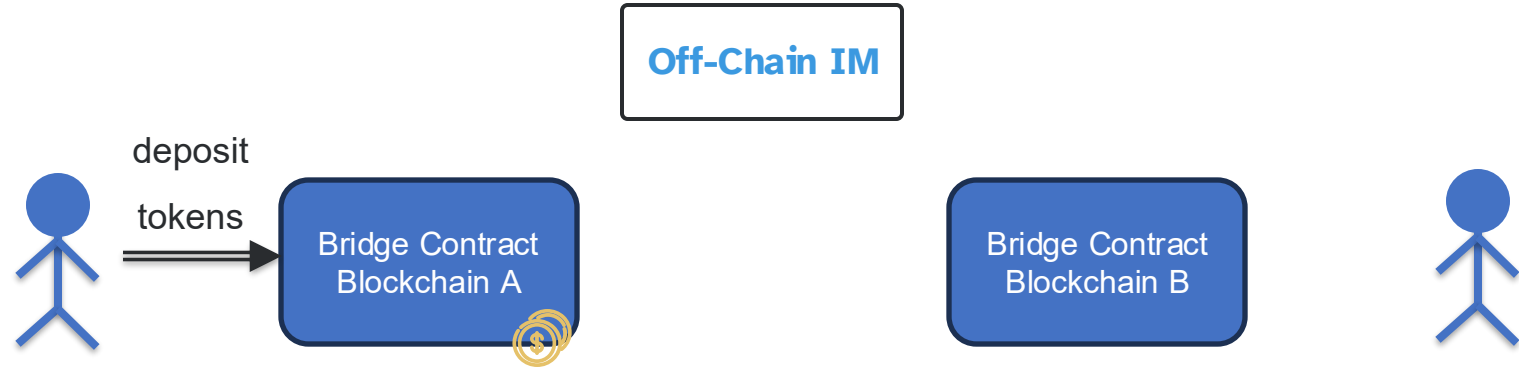 Off-Chain IM
deposit
tokens
Bridge Contract
Blockchain A
$
Bridge Contract
Blockchain B